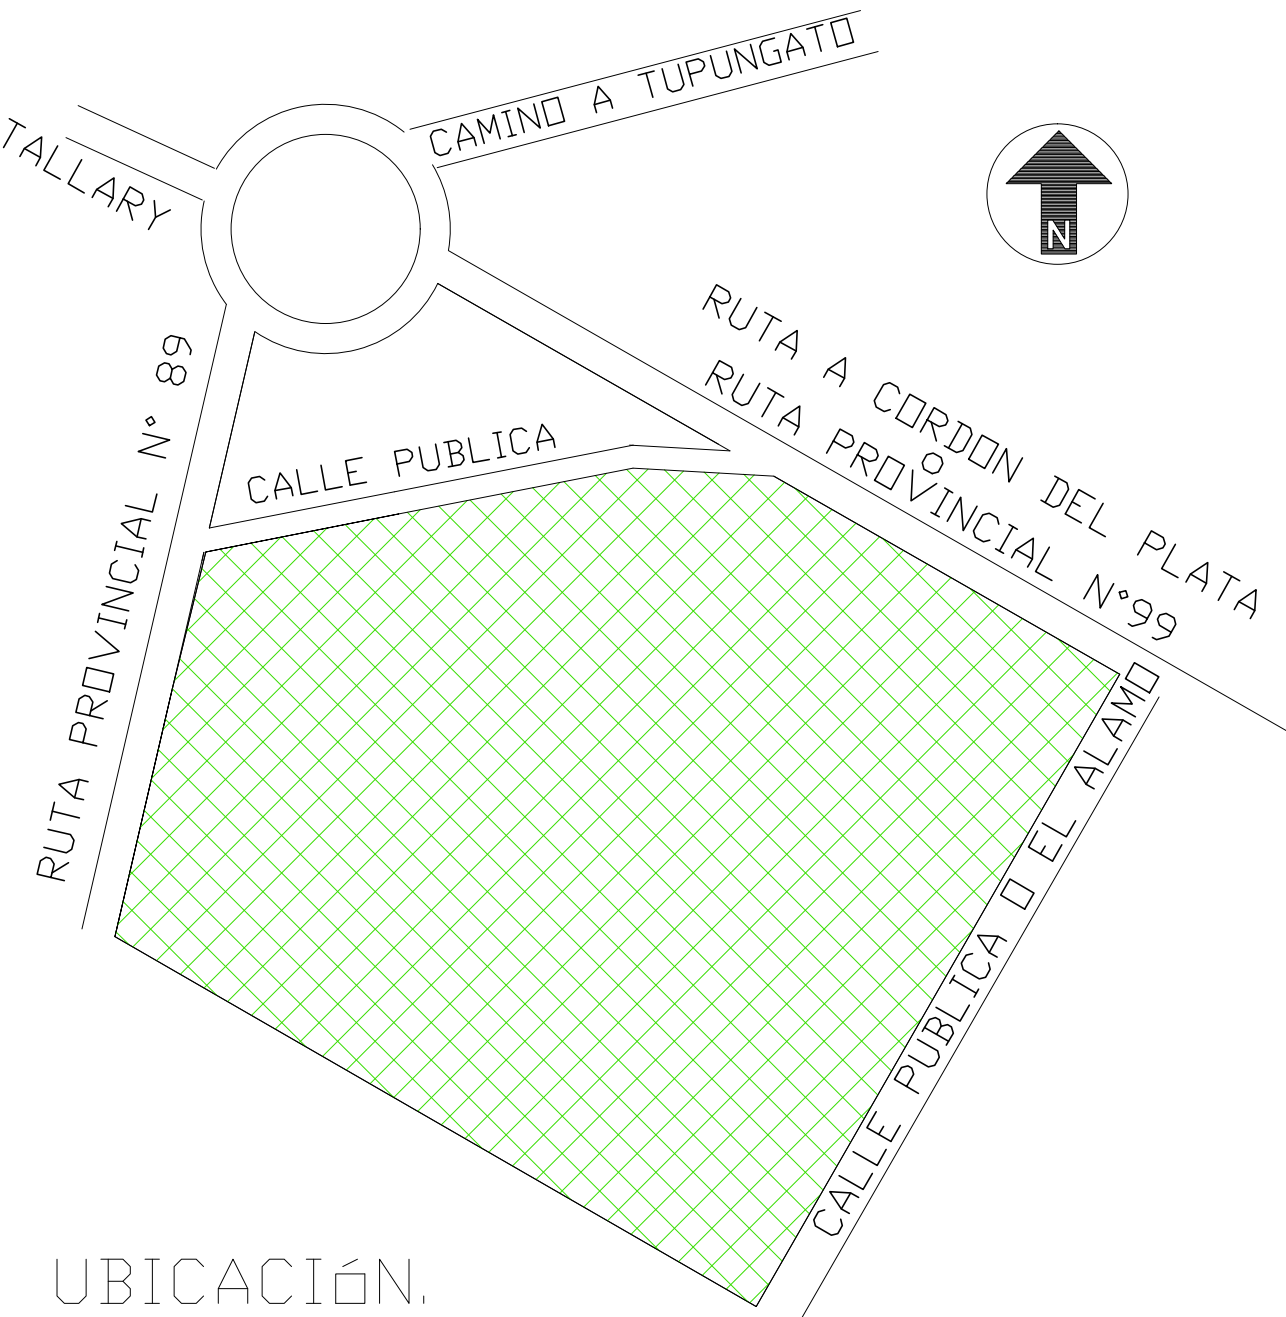 CAMINO A TUPUNGATO
TALLARY
N
RUTA A CORDON DEL PLATA
O
RUTA PROVINCIAL N°99
RUTA PROVINCIAL N° 89
CALLE PUBLICA
CALLE PUBLICA O EL ALAMO
UBICACIóN.